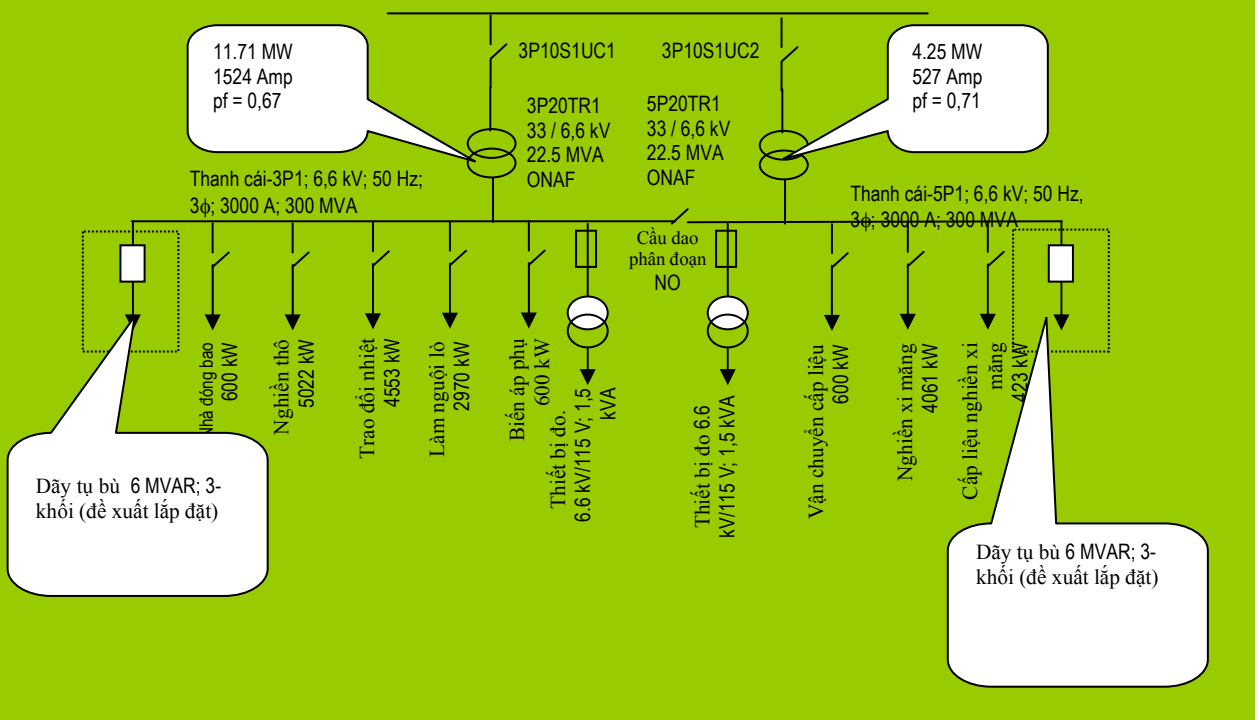 11.71 MW
1524 Amp
pf = 0,67
3P10S1UC1
3P10S1UC2
4.25 MW
527 Amp
pf = 0,71
3P20TR1
33 / 6,6 kV
22.5 MVA
ONAF
5P20TR1
33 / 6,6 kV
22.5 MVA
ONAF
Thanh cái-3P1; 6,6 kV; 50 Hz;
3ϕ; 3000 A; 300 MVA
Thanh cái-5P1; 6,6 kV; 50 Hz,
3ϕ; 3000 A; 300 MVA
Cầu dao
phân đoạn
NO
Nhà đóng bao
600 kW
Nghiền thô
5022 kW
Trao đổi nhiệt
4553 kW
Làm nguội lò
2970 kW
Biến áp phụ
600 kW
Thiết bị đo.
6.6 kV/115 V; 1,5
kVA
Thiết bị đo 6.6
kV/115 V; 1,5 kVA
Vận chuyển cấp liệu
600 kW
Nghiền xi măng
4061 kW
Cấp liệu nghiền xi
măng
423 kW
Dãy tụ bù 6 MVAR; 3-
khối (đề xuất lắp đặt)
Dãy tụ bù 6 MVAR; 3-
khối (đề xuất lắp đặt)